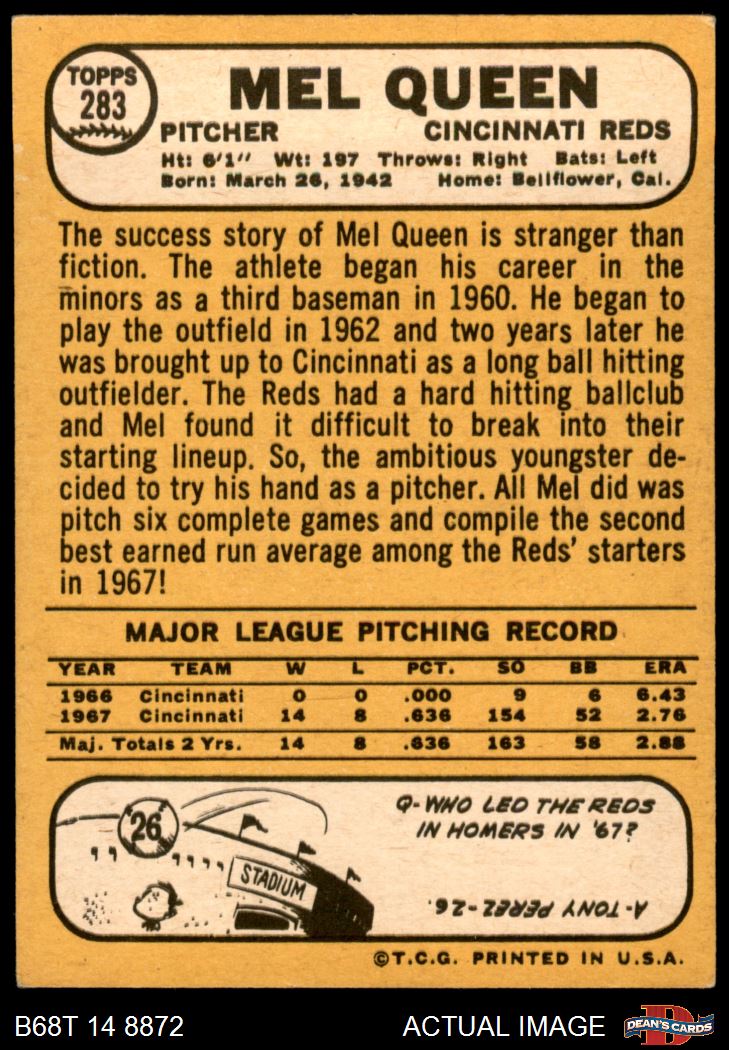 TOPPS
283
MEL QUEEN
PITCHER CINCINNATI REDS
Ht: 6'1" Wt: 197 Throws: Right Bats: Left
Born: March 26, 1942 Home: Bellflower, Cal.
The success story of Mel Queen is stranger than
fiction. The athlete began his career in the
minors as a third baseman in 1960. He began to
play the outfield in 1962 and two years later he
was brought up to Cincinnati as a long ball hitting
outfielder. The Reds had a hard hitting ballclub
and Mel found it difficult to break into their
starting lineup. So, the ambitious youngster de-
cided to try his hand as a pitcher. All Mel did was
pitch six complete games and compile the second
best earned run average among the Reds' starters
in 1967!
MAJOR LEAGUE PITCHING RECORD
YEAR TEAM W L PCT. SO BB ERA
1966 Cincinnati 0 0 .000 9 6 6.43
1967 Cincinnati 14 8 .636 154 52 2.76
Maj. Totals 2 Yrs. 14 8 .636 163 58 2.88
'26
STADIUM
Q-WHO LED THE REDS
IN HOMERS IN '67?
A-TONY PEREZ-26.
©T.C.G. PRINTED IN U.S.A.
B68T 14 8872 ACTUAL IMAGE
D
DEAN'S CARDS